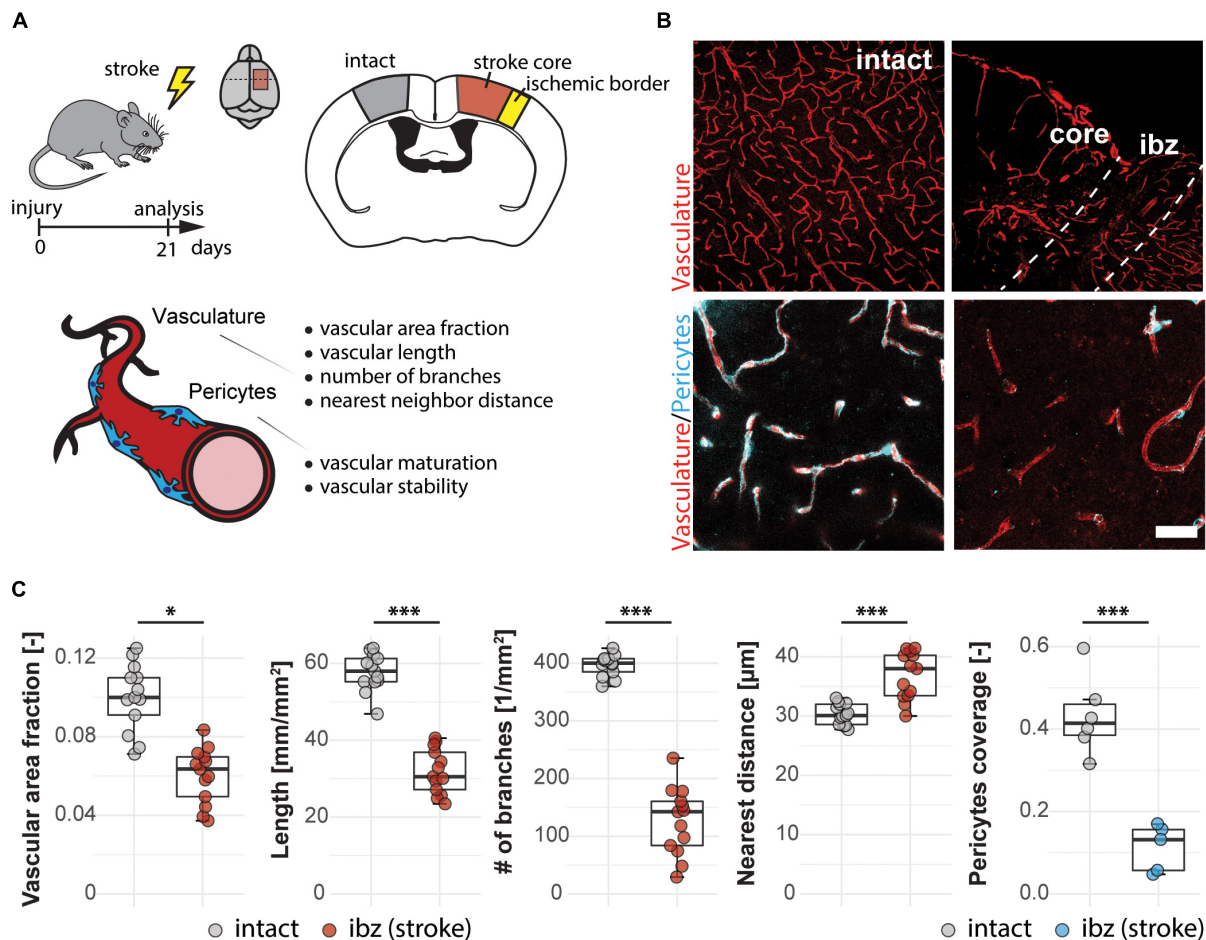 A
stroke
intact
stroke core
ischemic border
injury
analysis
0
21
days
Vasculature
• vascular area fraction
• vascular length
• number of branches
• nearest neighbor distance
Pericytes
• vascular maturation
• vascular stability
B
Vasculature
intact
core
ibz
Vasculature/Pericytes
C
Vascular area fraction [-]
0.12
0.08
0.04
0
*
Length [mm/mm²]
60
40
20
0
***
# of branches [1/mm²]
400
300
200
100
0
***
Nearest distance [µm]
40
30
20
10
0
***
Pericytes coverage [-]
0.6
0.4
0.2
0.0
***
intact
ibz (stroke)
intact
ibz (stroke)